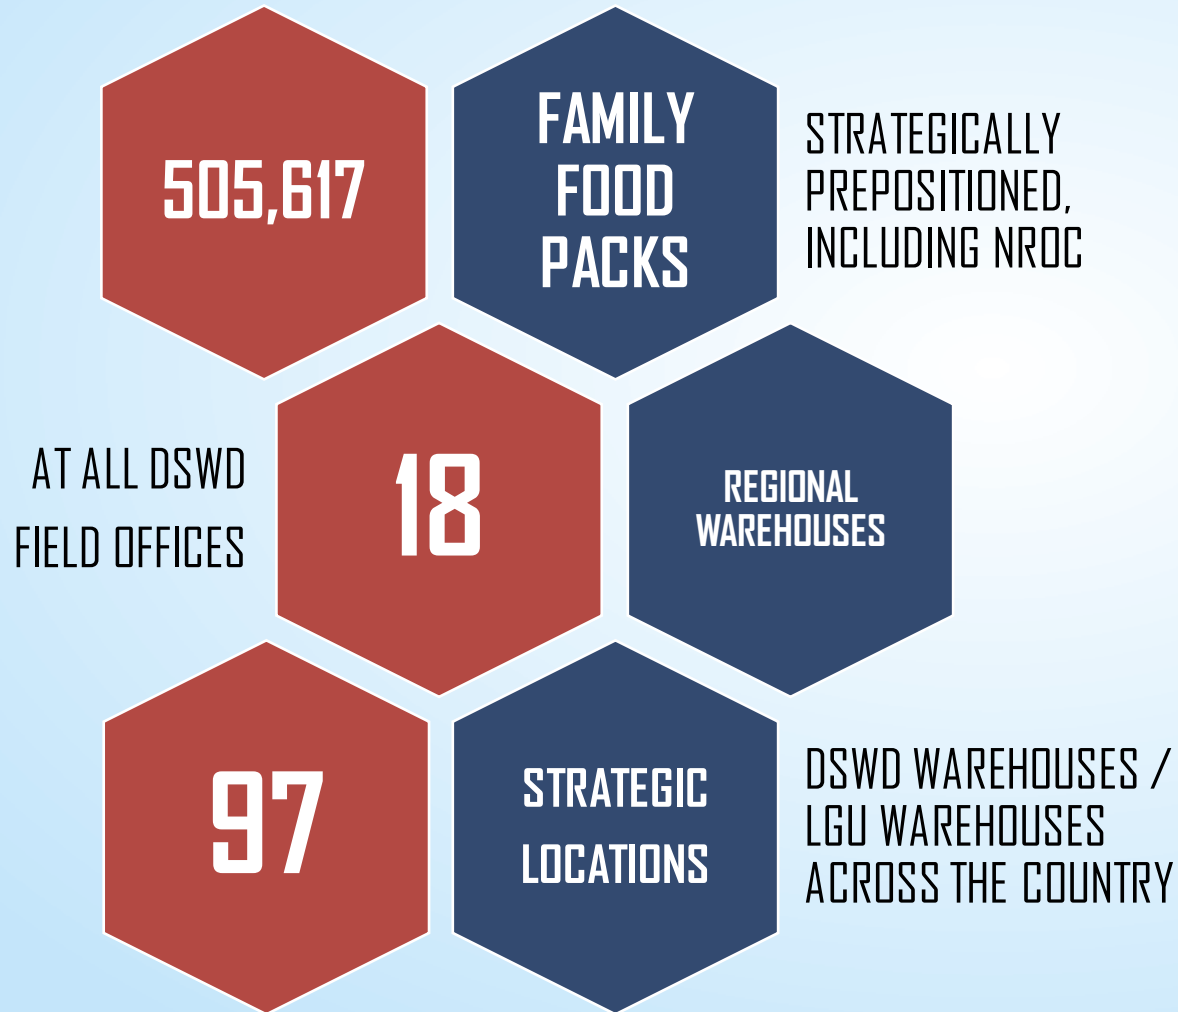 505,617
FAMILY
FOOD
PACKS
STRATEGICALLY
PREPOSITIONED,
INCLUDING NROC
AT ALL DSWD
FIELD OFFICES
18
REGIONAL
WAREHOUSES
97
STRATEGIC
LOCATIONS
DSWD WAREHOUSES /
LGU WAREHOUSES
ACROSS THE COUNTRY